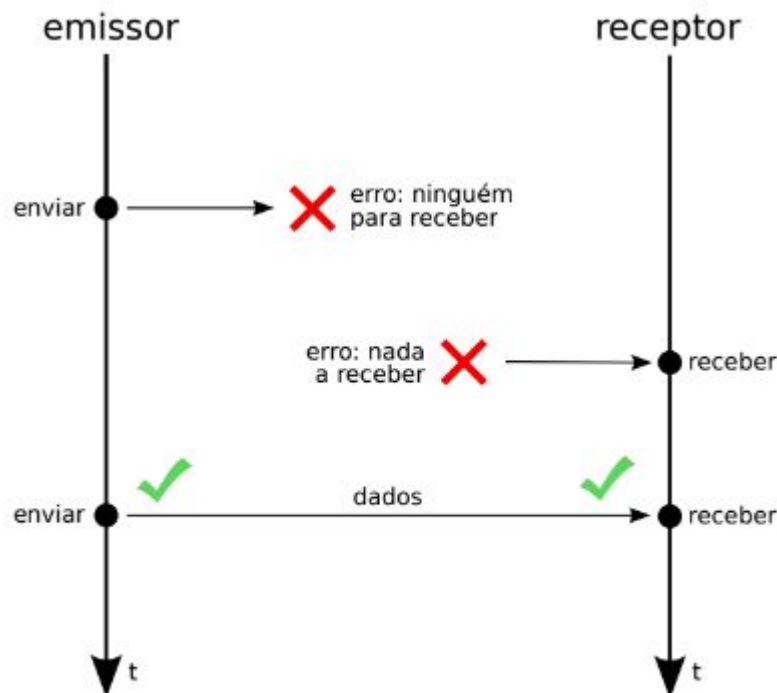 emissor
receptor
enviar
erro: ninguém
para receber
erro: nada
a receber
receber
enviar
dados
receber
t
t